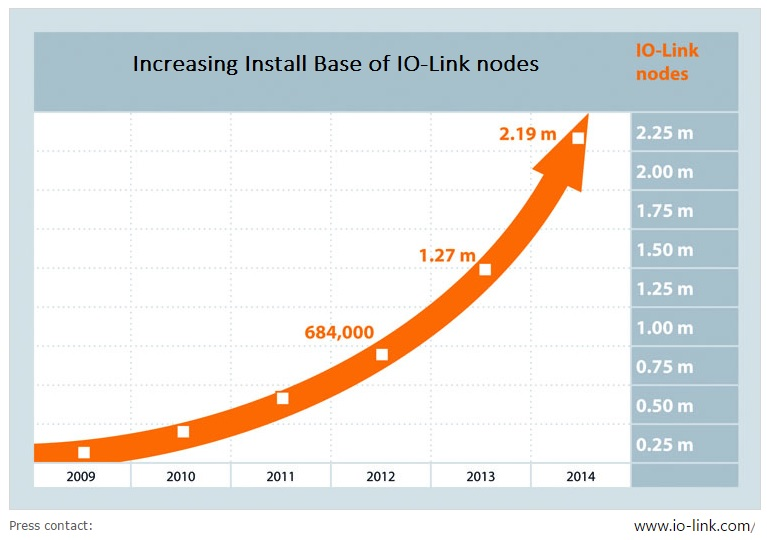 Increasing Install Base of IO-Link nodes
IO-Link
nodes
2.19 m
2.25 m
2.00 m
1.75 m
1.27 m
1.50 m
1.25 m
684,000
1.00 m
0.75 m
0.50 m
0.25 m
2009 2010 2011 2012 2013 2014
Press contact:
www.io-link.com/